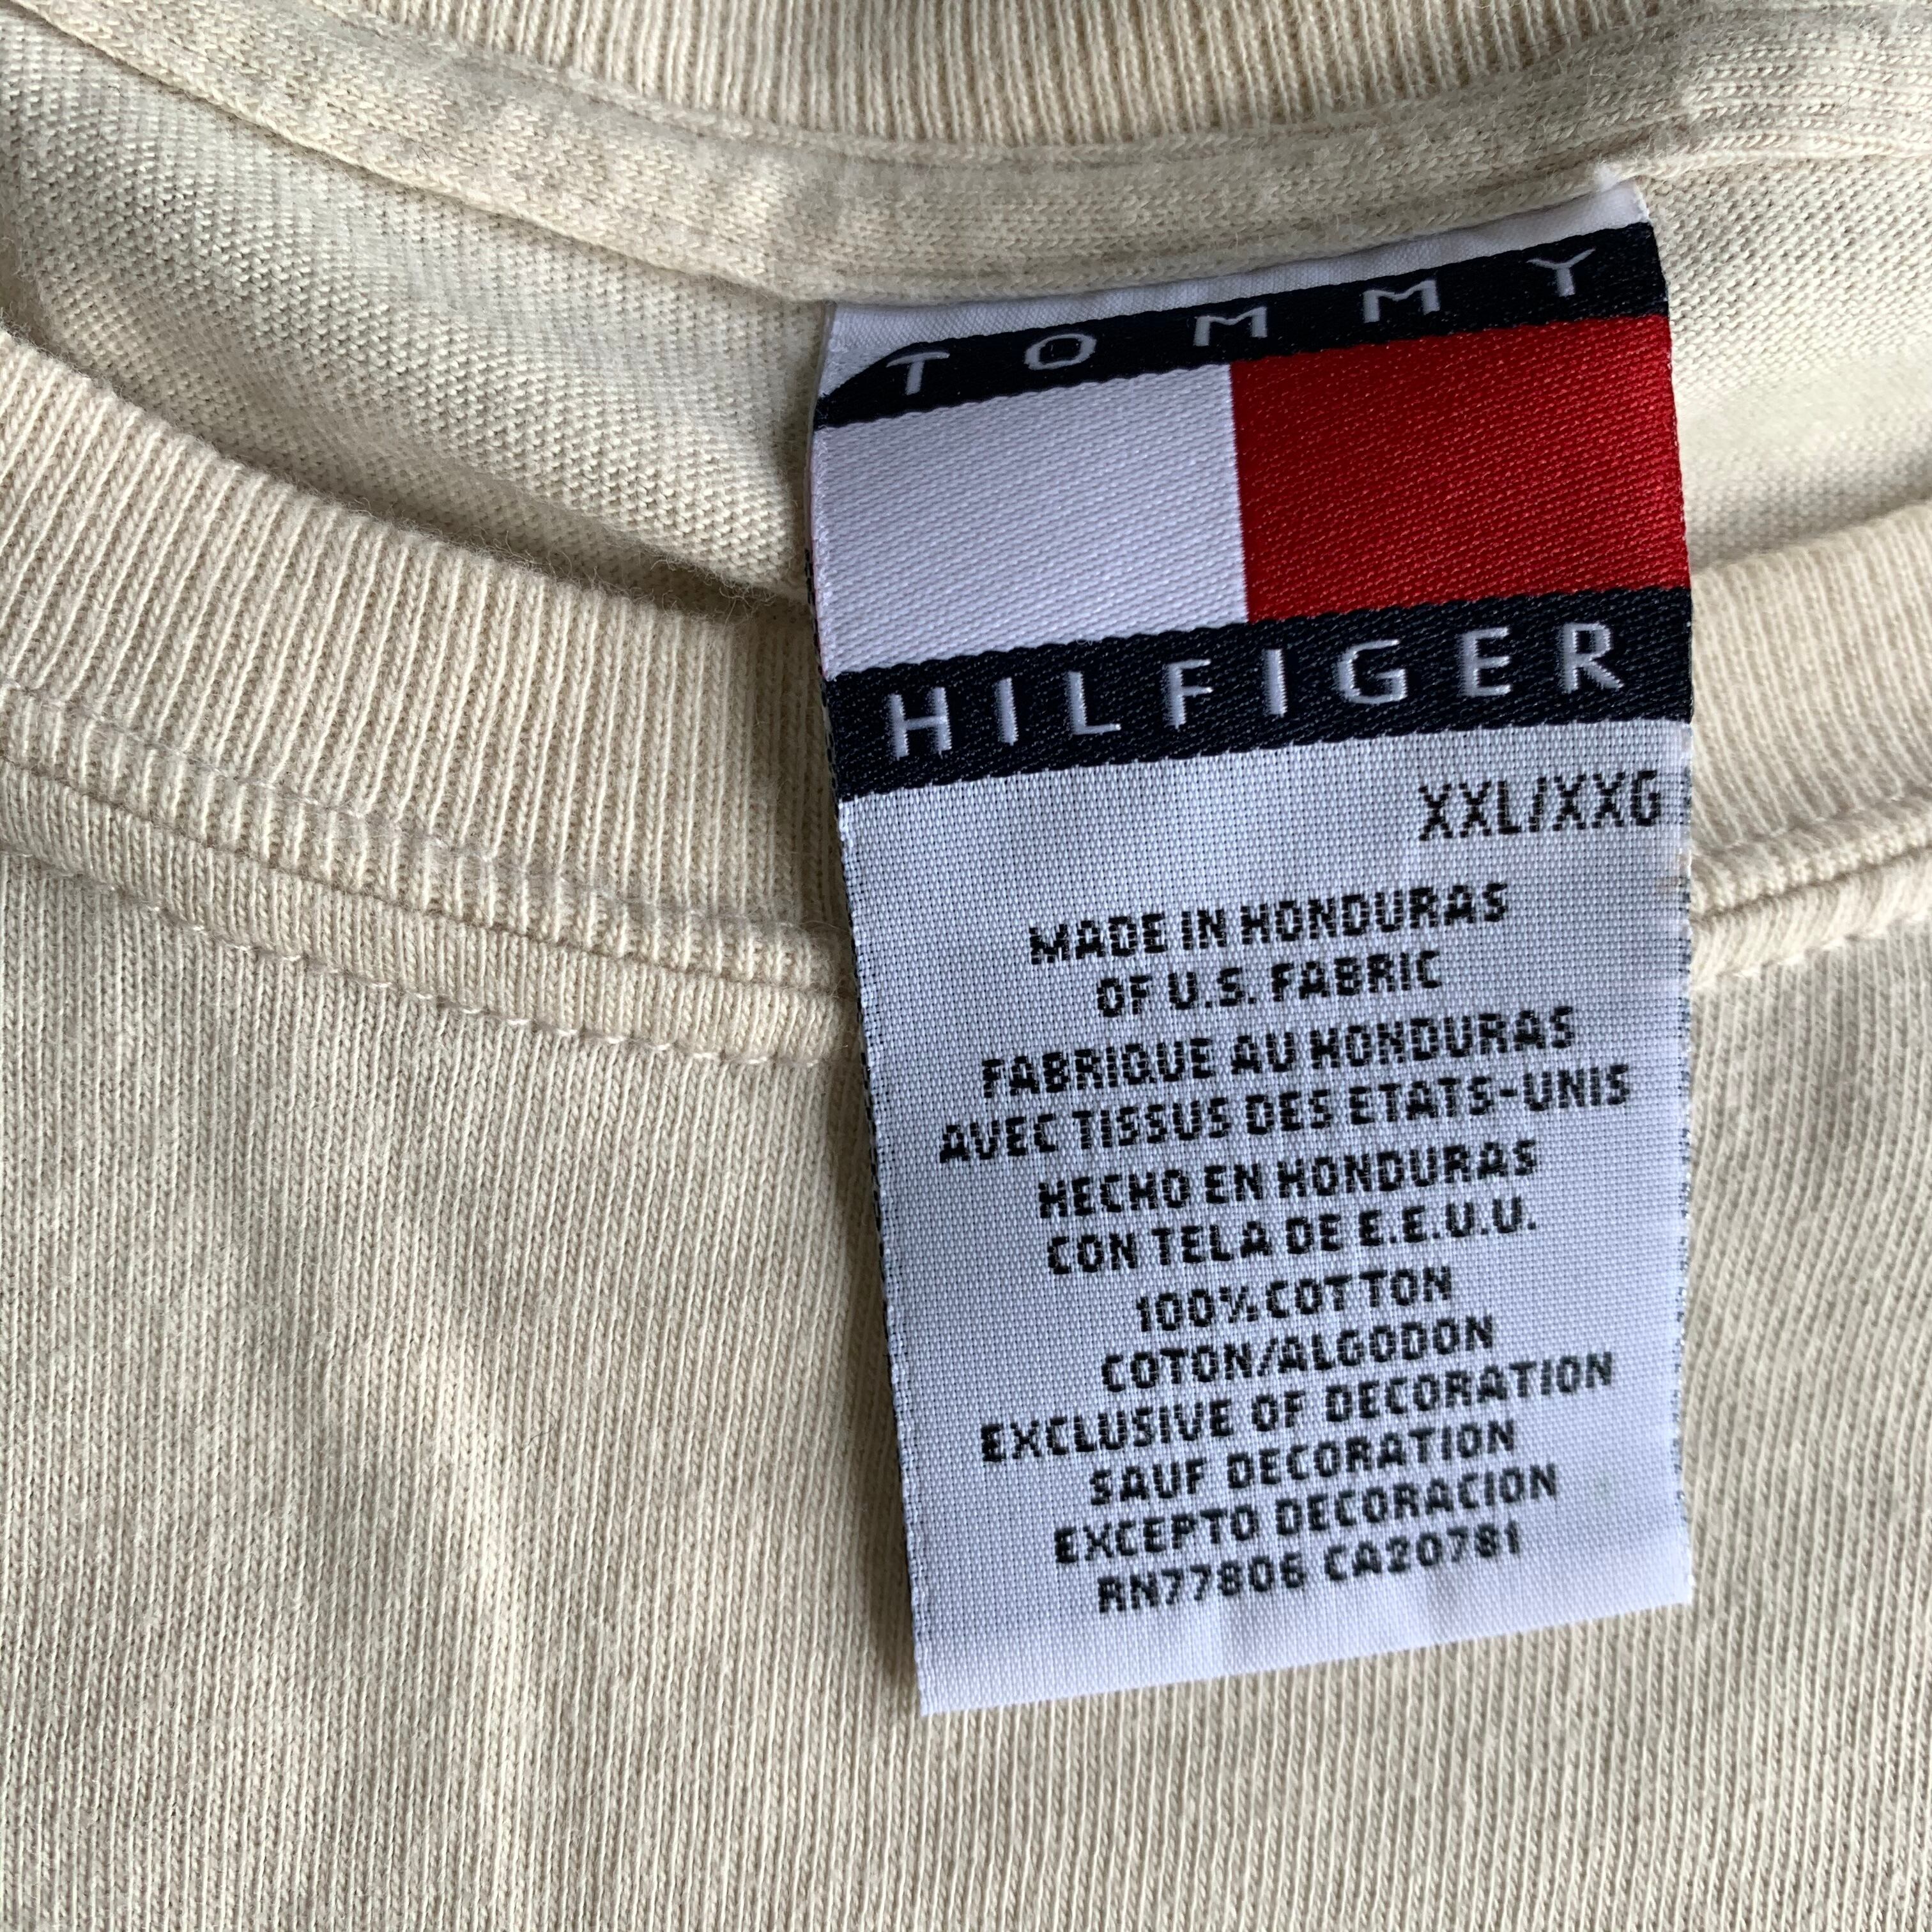 TOMMY
HILFIGER
XXL/XXG
MADE IN HONDURAS
OF U.S. FABRIC
FABRIQUE AU HONDURAS
AVEC TISSUS DES ETATS-UNIS
HECHO EN HONDURAS
CON TELA DE E.E.U.U.
100% COTTON
COTON/ALGODON
EXCLUSIVE OF DECORATION
SAUF DECORATION
EXCEPTO DECORACION
RN77806 CA20781